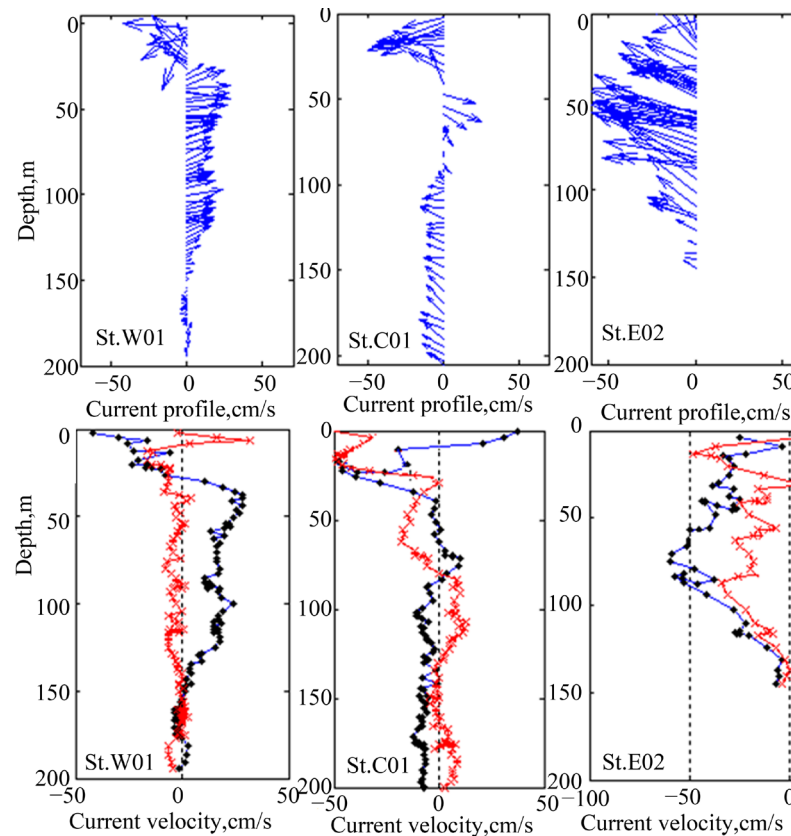 0 0 0
50 50 50
100 100 100
150 150 150
200 200 200
Depth,m
St.W01 St.C01 St.E02
−50 0 50 −50 0 50 −100 −50 0 50
Current profile,cm/s Current profile,cm/s Current profile,cm/s
0 0 0
50 50 50
100 100 100
150 150 150
200 200 200
Depth,m
St.W01 St.C01 St.E02
−50 0 50 −50 0 50 −100 −50 0
Current velocity,cm/s Current velocity,cm/s Current velocity,cm/s